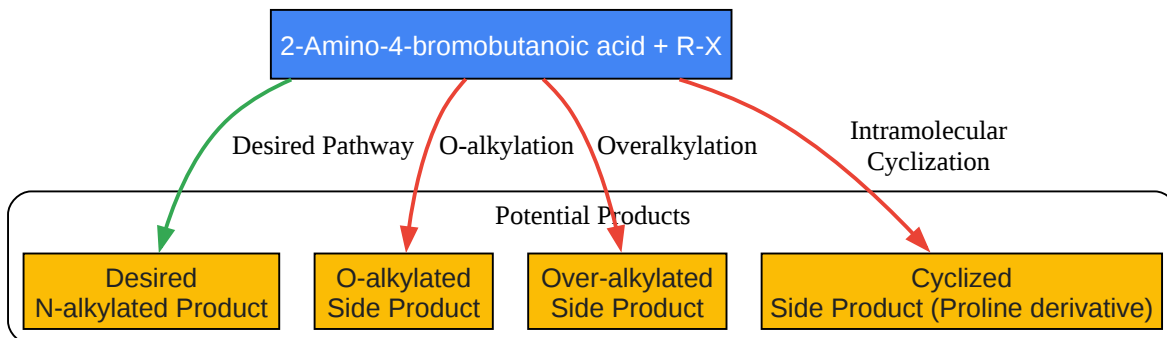 2-Amino-4-bromobutanoic acid + R-X
Desired Pathway
O-alkylation
Overalkylation
Intramolecular
Cyclization
Potential Products
Desired
N-alkylated Product
O-alkylated
Side Product
Over-alkylated
Side Product
Cyclized
Side Product (Proline derivative)